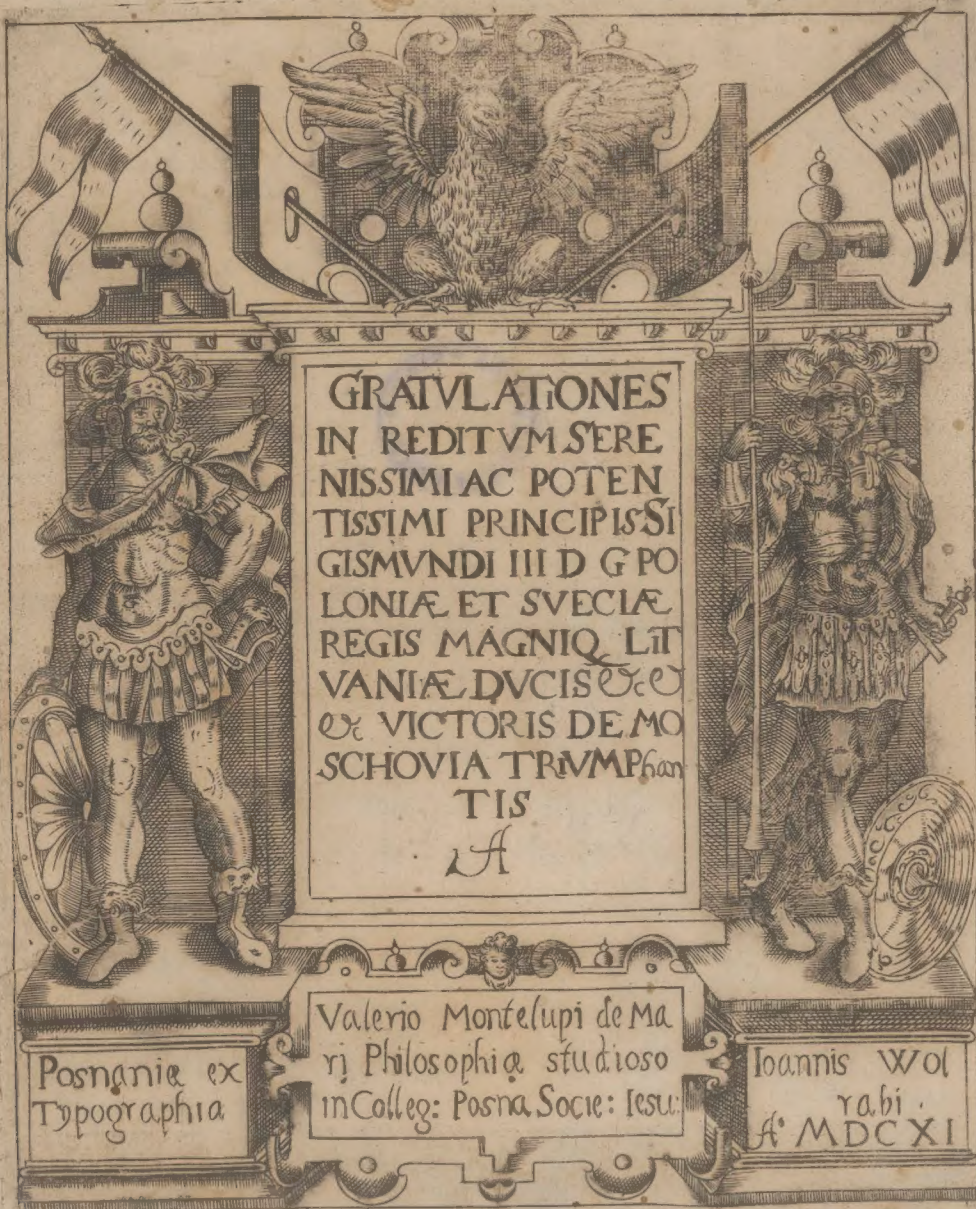 GRATVLATiONES
IN REDITVM SERE
NISSIMI AC POTEN
TISSIMI PRINCIPIS SI
GISMVNDI III D G PO
LONIÆ ET SVECIÆ
REGIS MAGNIQ LIT
VANIÆ DVCIS &c &
&c VICTORIS DE MO
SCHOVIA TRIVMPhan
TIS
A
Valerio Montelupi de Ma
ri Philosophiæ studioso
in Colleg: Posna Socie: Iesu:
Posnaniæ ex
Typographia
Ioannis Wol
rabi.
A° MDCXI